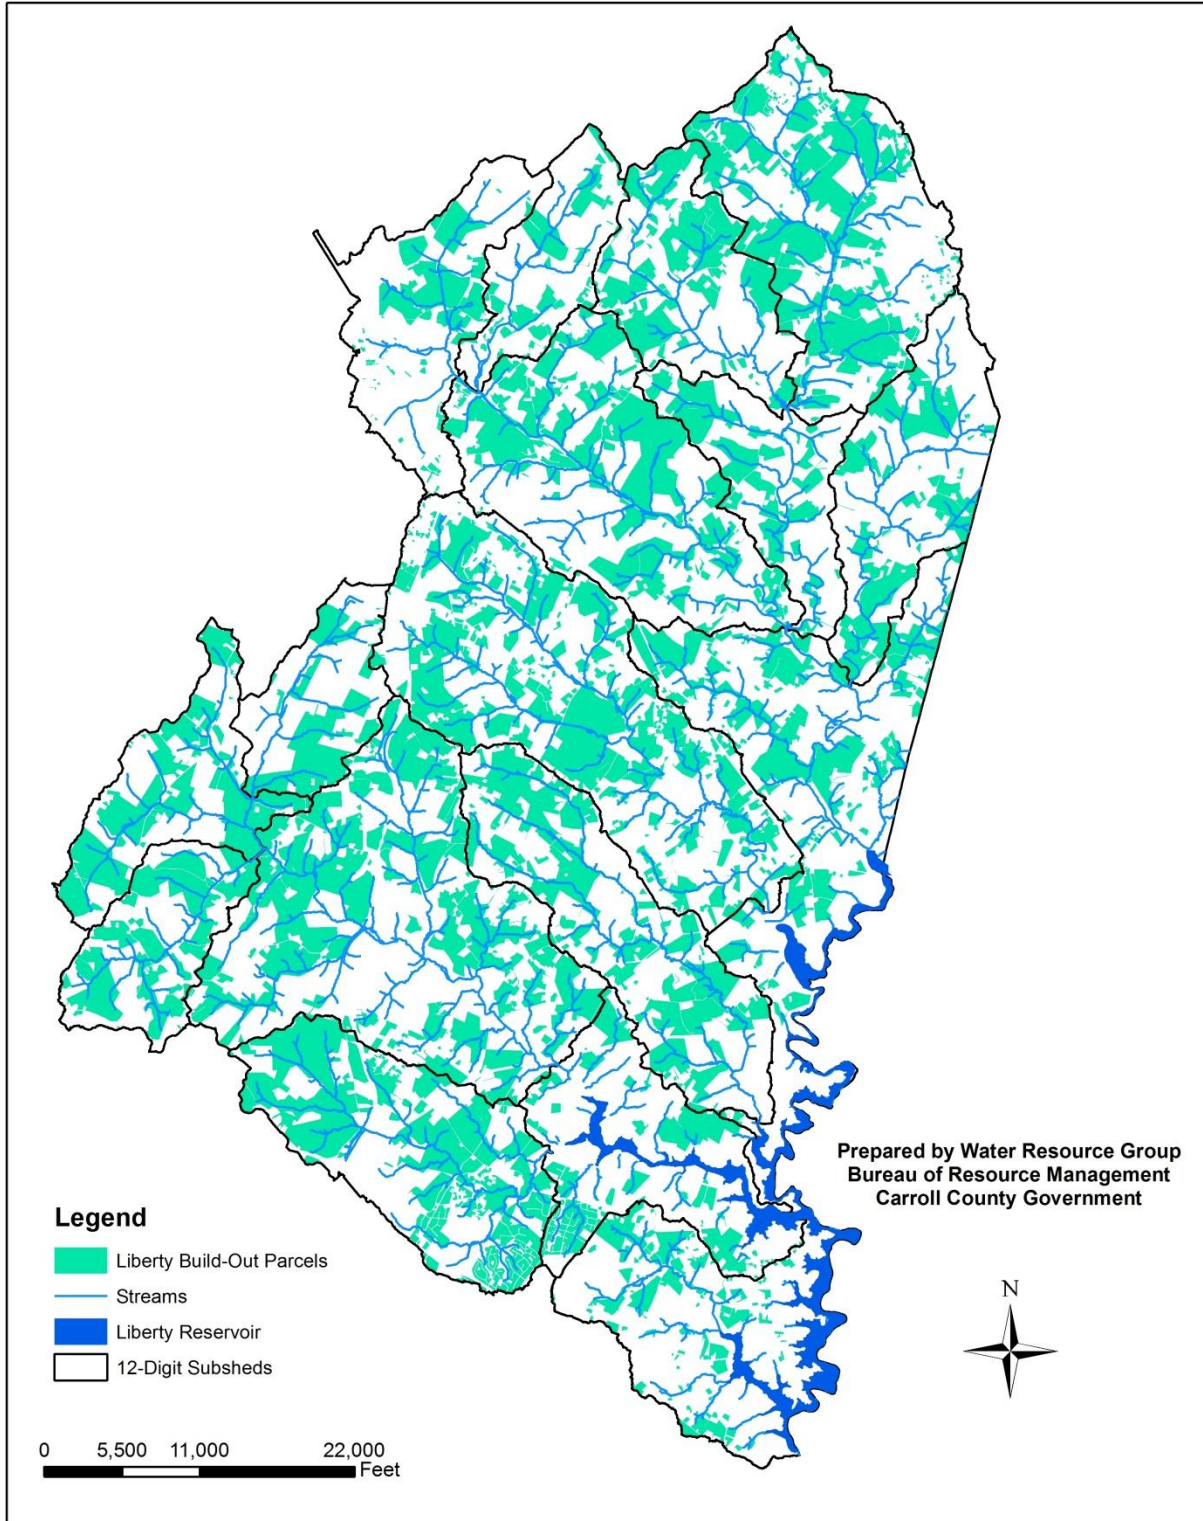 Prepared by Water Resource Group
Bureau of Resource Management
Carroll County Government
Legend
Liberty Build-Out Parcels
Streams
Liberty Reservoir
12-Digit Subsheds
N
0 5,500 11,000 22,000
Feet